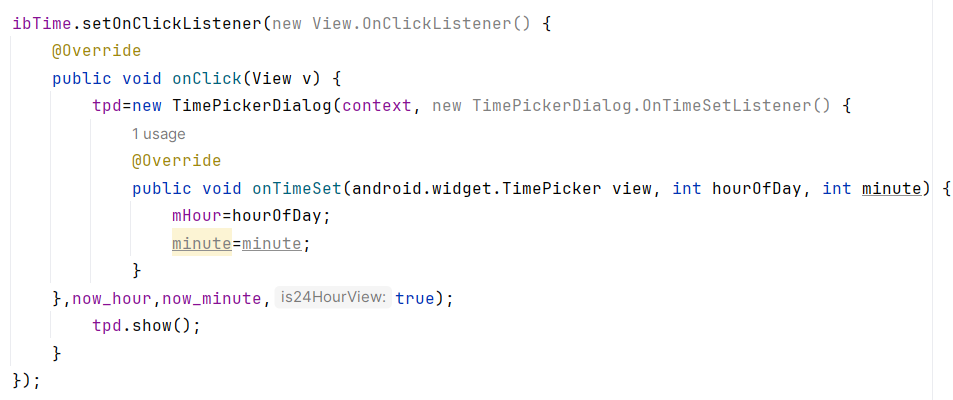 ibTime.setOnClickListener(new View.OnClickListener() {
@Override
public void onClick(View v) {
tpd=new TimePickerDialog(context, new TimePickerDialog.OnTimeSetListener() {
1 usage
@Override
public void onTimeSet(android.widget.TimePicker view, int hourOfDay, int minute) {
mHour=hourOfDay;
minute=minute;
}
},now_hour,now_minute, is24HourView: true);
tpd.show();
}
});